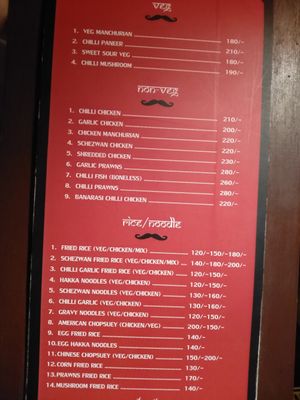 veg
1. VEG MANCHURIAN 180/-
2. CHILLI PANEER 210/-
3. SWEET SOUR VEG 180/-
4. CHILLI MUSHROOM 190/-
non-veg
1. CHILLI CHICKEN 210/-
2. GARLIC CHICKEN 200/-
3. CHICKEN MANCHURIAN 220/-
4. SCHEZWAN CHICKEN 220/-
5. SHREDDED CHICKEN 230/-
6. GARLIC PRAWNS 280/-
7. CHILLI FISH (BONELESS) 260/-
8. CHILLI PRAWNS 280/-
9. BANARASI CHILLI CHICKEN 220/-
rice/noodle
1. FRIED RICE (VEG/CHICKEN/MIX) 120/-150/-180/-
2. SCHEZWAN FRIED RICE (VEG/CHICKEN/MIX) 140/-180/-200/-
3. CHILLI GARLIC FRIED RICE (VEG/CHICKEN) 120/-150/-
4. HAKKA NOODLES (VEG/CHICKEN) 120/-150/-
5. SCHEZWAN NOODLES (VEG/CHICKEN) 130/-160/-
6. CHILLI GARLIC (VEG/CHICKEN) 130/-160/-
7. GRAVY NOODLES (VEG/CHICKEN) 120/-150/-
8. AMERICAN CHOPSUEY (CHICKEN/VEG) 200/-150/-
9. EGG FRIED RICE 140/-
10.EGG HAKKA NOODLES 140/-
11.CHINESE CHOPSUEY (VEG/CHICKEN) 150/-200/-
12.CORN FRIED RICE 130/-
13.PRAWNS FRIED RICE 170/-
14.MUSHROOM FRIED RICE 140/-